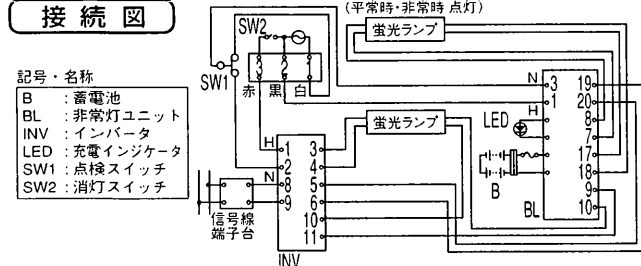 接続図
(平常時・非常時 点灯)
蛍光ランプ
SW2
SW1
3 2 1
赤 黒 白
記号・名称
B :蓄電池
BL :非常灯ユニット
INV :インバータ
LED :充電インジケータ
SW1 :点検スイッチ
SW2 :消灯スイッチ
N 3 19
1 20
H
LED
8
7
17
18
9
10
B
BL
蛍光ランプ
H 1 3
2 4
N 8 5
9 6
10
11
信号線
端子台
INV